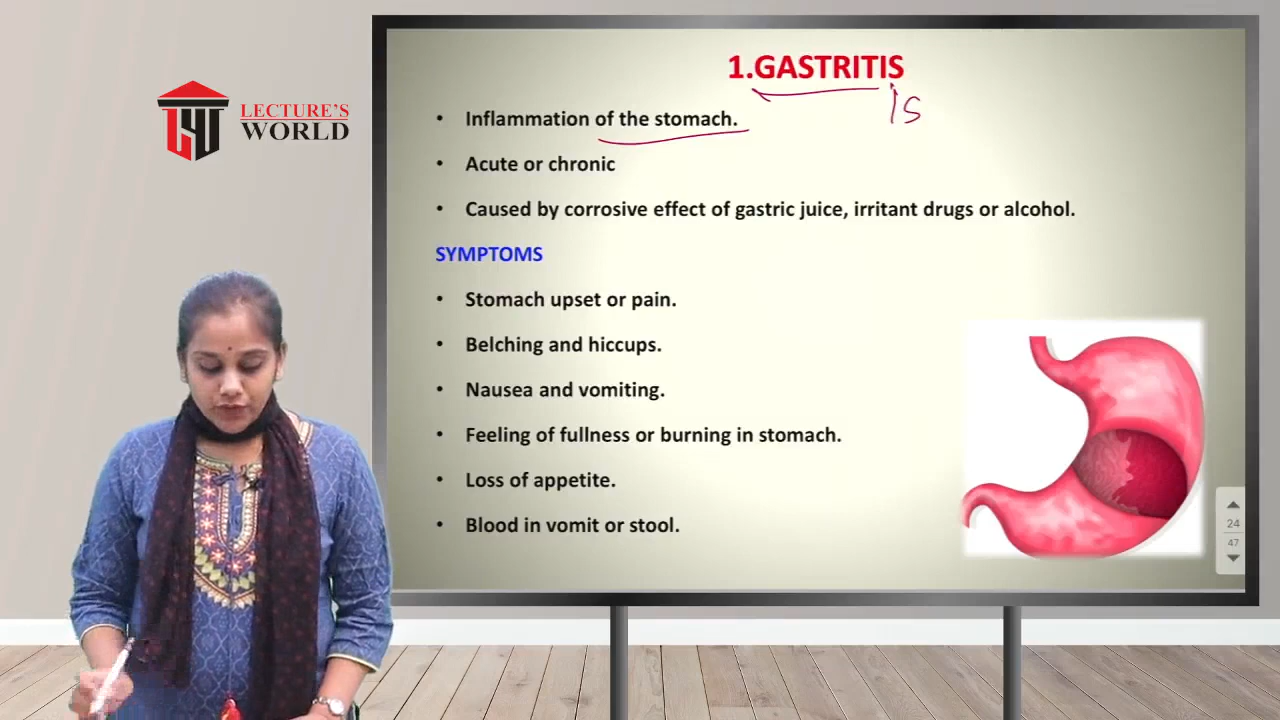 LECTURE'S
WORLD
1.GASTRITIS
IS
• Inflammation of the stomach.
• Acute or chronic
• Caused by corrosive effect of gastric juice, irritant drugs or alcohol.
SYMPTOMS
• Stomach upset or pain.
• Belching and hiccups.
• Nausea and vomiting.
• Feeling of fullness or burning in stomach.
• Loss of appetite.
• Blood in vomit or stool.
24
47